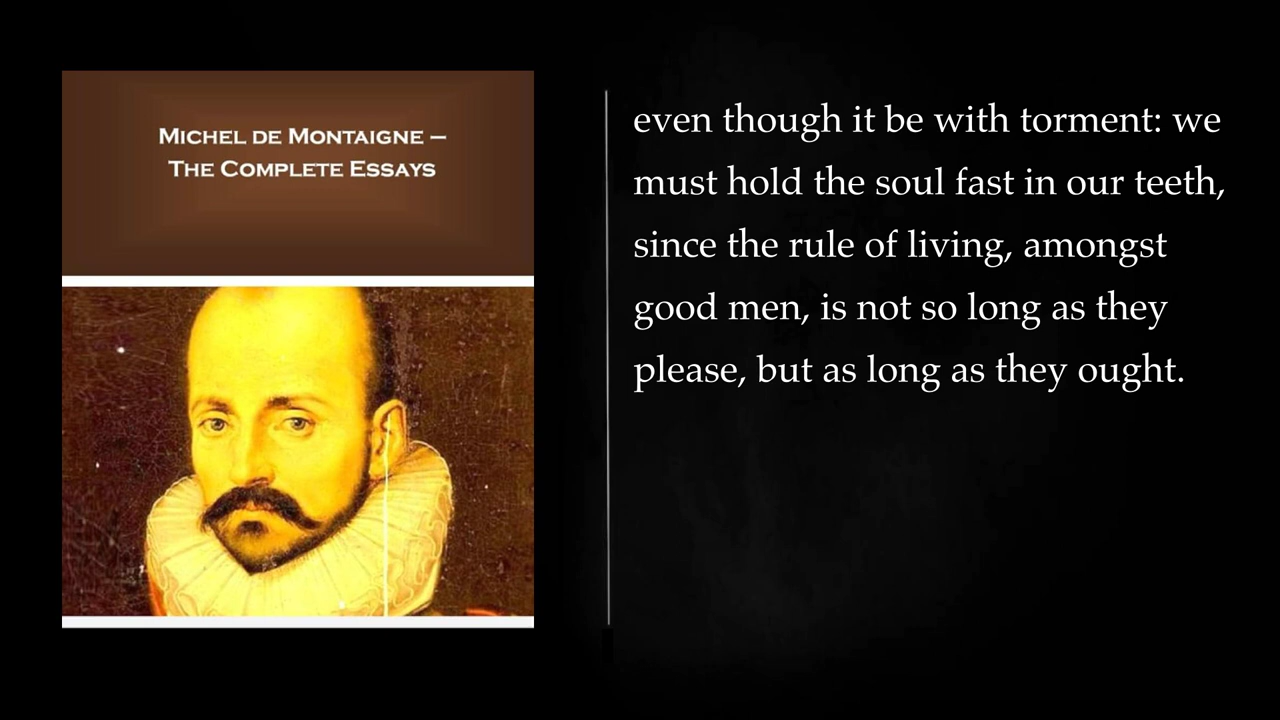 MICHEL DE MONTAIGNE –
THE COMPLETE ESSAYS
even though it be with torment: we
must hold the soul fast in our teeth,
since the rule of living, amongst
good men, is not so long as they
please, but as long as they ought.